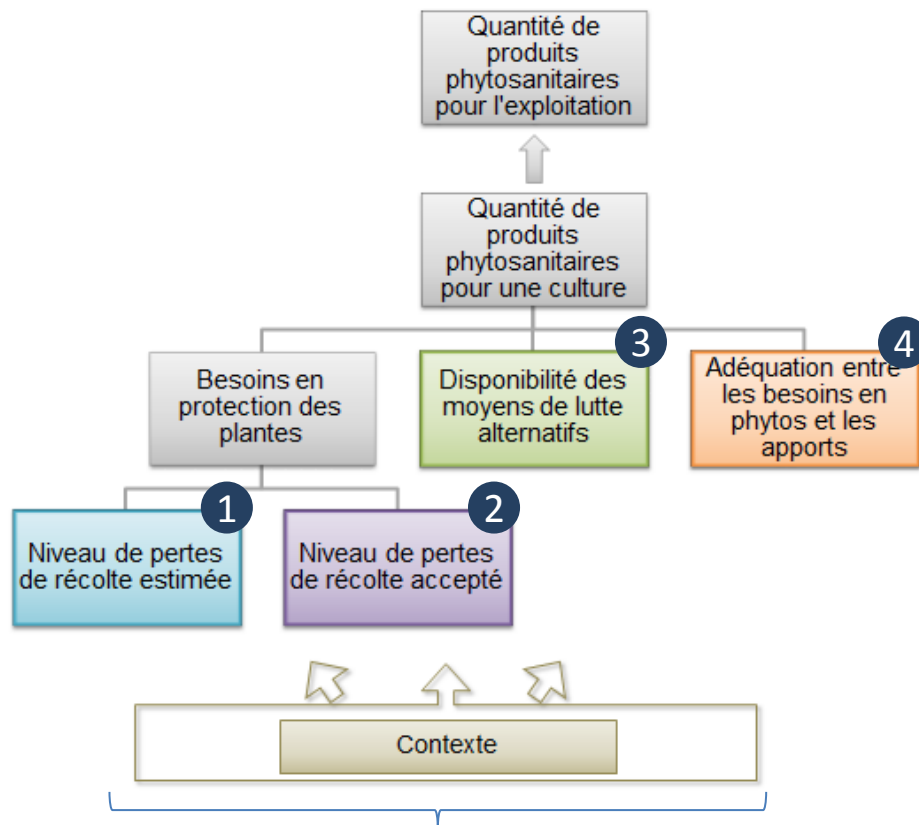 Quantité de
produits
phytosanitaires
pour l'exploitation
Quantité de
produits
phytosanitaires
pour une culture
Besoins en
protection des
plantes
3
Disponibilité des
moyens de lutte
alternatifs
4
Adéquation entre
les besoins en
phytos et les
apports
1
Niveau de pertes
de récolte estimée
2
Niveau de pertes
de récolte accepté
Contexte